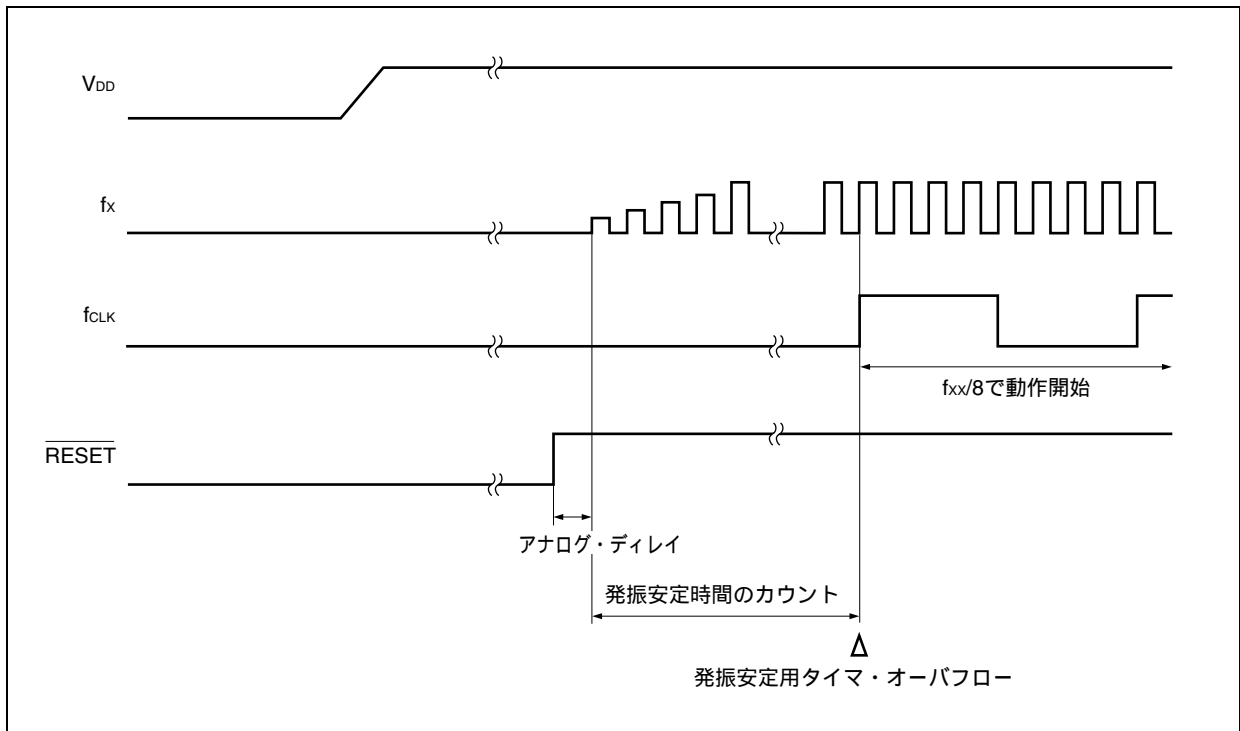 VDD
fX
fCLK
fXX/8で動作開始
RESET
アナログ・ディレイ
発振安定時間のカウント
発振安定用タイマ・オーバフロー